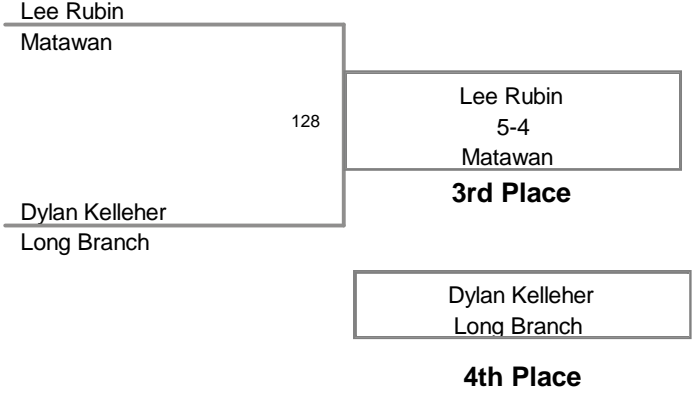 Lee Rubin
Matawan
128
Lee Rubin
5-4
Matawan
3rd Place
Dylan Kelleher
Long Branch
Dylan Kelleher
Long Branch
4th Place